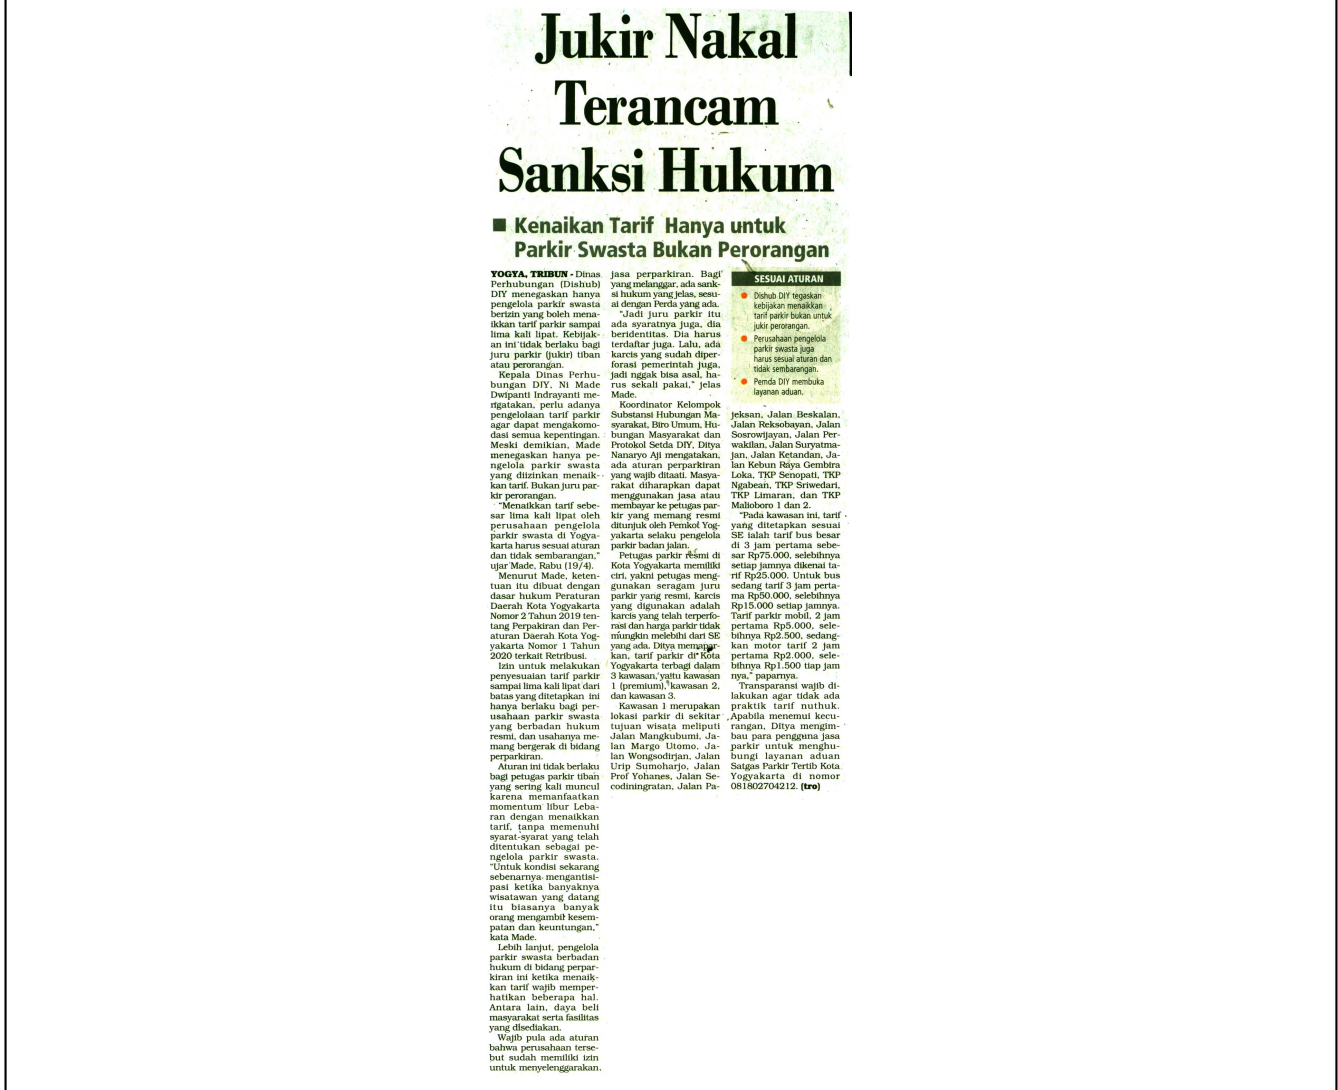 Jukir Nakal
Terancam
Sanksi Hukum
■ Kenaikan Tarif Hanya untuk
Parkir Swasta Bukan Perorangan
YOGYA, TRIBUN - Dinas
Perhubungan (Dishub)
DIY menegaskan hanya
pengelola parkir swasta
berizin yang boleh mena-
ikkan tarif parkir sampai
lima kali lipat. Kebijak-
an ini tidak berlaku bagi
juru parkir (jukir) tiban
atau perorangan.
Kepala Dinas Perhu-
bungan DIY, Ni Made
Dwipanti Indrayanti me-
ngatakan, perlu adanya
pengelolaan tarif parkir
agar dapat mengakomo-
dasi semua kepentingan.
Meski demikian, Made
menegaskan hanya pe-
ngelola parkir swasta
yang diizinkan menaik-
kan tarif. Bukan juru par-
kir perorangan.
"Menaikkan tarif sebe-
sar lima kali lipat oleh
perusahaan pengelola
parkir swasta di Yogya-
karta harus sesuai aturan
dan tidak sembarangan,"
ujar Made, Rabu (19/4).
Menurut Made, keten-
tuan itu dibuat dengan
dasar hukum Peraturan
Daerah Kota Yogyakarta
Nomor 2 Tahun 2019 ten-
tang Perpakiran dan Per-
aturan Daerah Kota Yog-
yakarta Nomor 1 Tahun
2020 terkait Retribusi.
Izin untuk melakukan
penyesuaian tarif parkir
sampai lima kali lipat dari
batas yang ditetapkan ini
hanya berlaku bagi per-
usahaan parkir swasta
yang berbadan hukum
resmi, dan usahanya me-
mang bergerak di bidang
perparkiran.
Aturan ini tidak berlaku
bagi petugas parkir tiban
yang sering kali muncul
karena memanfaatkan
momentum libur Leba-
ran dengan menaikkan
tarif, tanpa memenuhi
syarat-syarat yang telah
ditentukan sebagai pe-
ngelola parkir swasta.
"Untuk kondisi sekarang
sebenarnya mengantisi-
pasi ketika banyaknya
wisatawan yang datang
itu biasanya banyak
orang mengambil kesem-
patan dan keuntungan,"
kata Made.
Lebih lanjut, pengelola
parkir swasta berbadan
hukum di bidang perpar-
kiran ini ketika menaik-
kan tarif wajib memper-
hatikan beberapa hal.
Antara lain, daya beli
masyarakat serta fasilitas
yang disediakan.
Wajib pula ada aturan
bahwa perusahaan terse-
but sudah memiliki izin
untuk menyelenggarakan
jasa perparkiran. Bagi
yang melanggar, ada sank-
si hukum yang jelas, sesu-
ai dengan Perda yang ada.
"Jadi juru parkir itu
ada syaratnya juga, dia
beridentitas. Dia harus
terdaftar juga. Lalu, ada
karcis yang sudah diper-
forasi pemerintah juga,
jadi nggak bisa asal, ha-
rus sekali pakai," jelas
Made.
Koordinator Kelompok
Substansi Hubungan Ma-
syarakat, Biro Umum, Hu-
bungan Masyarakat dan
Protokol Setda DIY, Ditya
Nanaryo Aji mengatakan,
ada aturan perparkiran
yang wajib ditaati. Masya-
rakat diharapkan dapat
menggunakan jasa atau
membayar ke petugas par-
kir yang memang resmi
ditunjuk oleh Pemkot Yog-
yakarta selaku pengelola
parkir badan jalan.
Petugas parkir resmi di
Kota Yogyakarta memiliki
ciri, yakni petugas meng-
gunakan seragam juru
parkir yang resmi, karcis
yang digunakan adalah
karcis yang telah terperfo-
rasi dan harga parkir tidak
mungkin melebihi dari SE
yang ada. Ditya memapar-
kan, tarif parkir di Kota
Yogyakarta terbagi dalam
3 kawasan, yaitu kawasan
1 (premium), kawasan 2,
dan kawasan 3.
Kawasan 1 merupakan
lokasi parkir di sekitar
tujuan wisata meliputi
Jalan Mangkubumi, Ja-
lan Margo Utomo, Ja-
lan Wongsodirjan, Jalan
Urip Sumoharjo, Jalan
Prof Yohanes, Jalan Se-
codiningratan, Jalan Pa-
SESUAI ATURAN
● Dishub DIY tegaskan
kebijakan menaikkan
tarif parkir bukan untuk
jukir perorangan.
● Perusahaan pengelola
parkir swasta juga
harus sesuai aturan dan
tidak sembarangan.
● Pemda DIY membuka
layanan aduan.
jeksan, Jalan Beskalan,
Jalan Reksobayan, Jalan
Sosrowijayan, Jalan Per-
wakilan, Jalan Suryatma-
jan, Jalan Ketandan, Ja-
lan Kebun Raya Gembira
Loka, TKP Senopati, TKP
Ngabean, TKP Sriwedari,
TKP Limaran, dan TKP
Malioboro 1 dan 2.
"Pada kawasan ini, tarif
yang ditetapkan sesuai
SE ialah tarif bus besar
di 3 jam pertama sebe-
sar Rp75.000, selebihnya
setiap jamnya dikenai ta-
rif Rp25.000. Untuk bus
sedang tarif 3 jam perta-
ma Rp50.000, selebihnya
Rp15.000 setiap jamnya.
Tarif parkir mobil, 2 jam
pertama Rp5.000, sele-
bihnya Rp2.500, sedang-
kan motor tarif 2 jam
pertama Rp2.000, sele-
bihnya Rp1.500 tiap jam
nya," paparnya.
Transparansi wajib di-
lakukan agar tidak ada
praktik tarif nuthuk.
Apabila menemui kecu-
rangan, Ditya mengim-
bau para pengguna jasa
parkir untuk menghu-
bungi layanan aduan
Satgas Parkir Tertib Kota
Yogyakarta di nomor
081802704212. (tro)